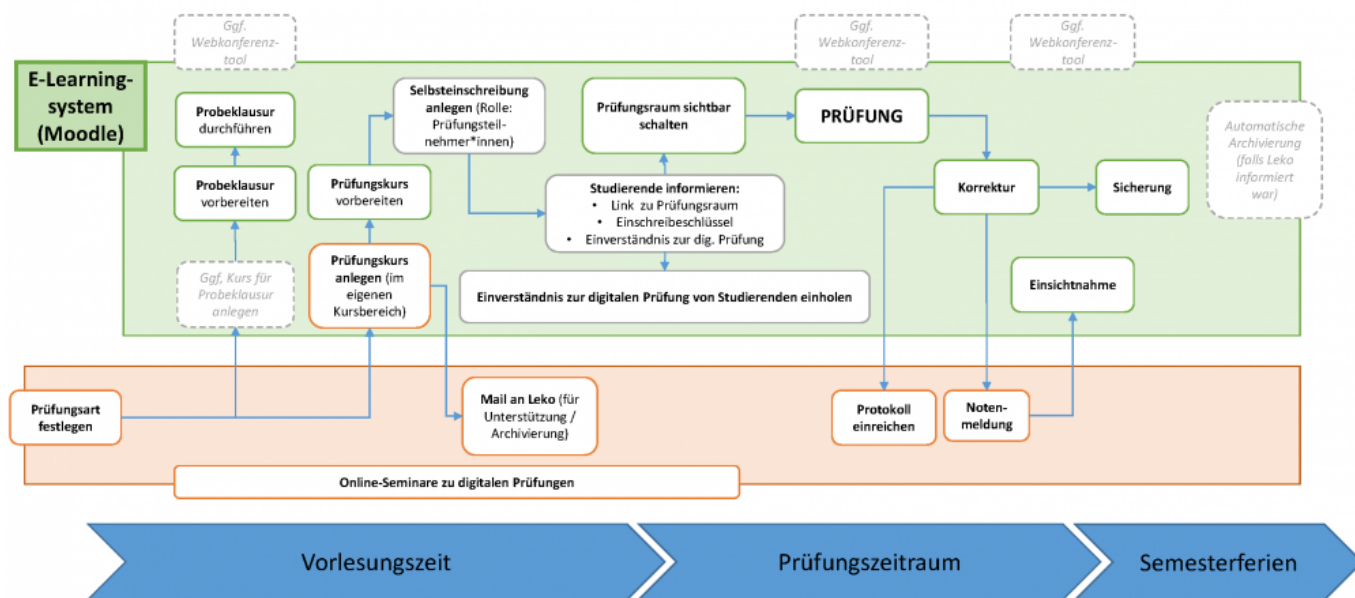 Ggf.
Webkonferenz-
tool
Ggf.
Webkonferenz-
tool
Ggf.
Webkonferenz-
tool
E-Learning-
system
(Moodle)
Probeklausur
durchführen
Probeklausur
vorbereiten
Ggf, Kurs für
Probeklausur
anlegen
Selbsteinschreibung
anlegen (Rolle:
Prüfungsteil-
nehmer*innen)
Prüfungskurs
vorbereiten
Prüfungskurs
anlegen (im
eigenen
Kursbereich)
Prüfungsraum sichtbar
schalten
Studierende informieren:
• Link zu Prüfungsraum
• Einschreibeschlüssel
• Einverständnis zur dig. Prüfung
Einverständnis zur digitalen Prüfung von Studierenden einholen
PRÜFUNG
Korrektur
Sicherung
Einsichtnahme
Automatische
Archivierung
(falls Leko
informiert
war)
Prüfungsart
festlegen
Mail an Leko (für
Unterstützung /
Archivierung)
Protokoll
einreichen
Noten-
meldung
Online-Seminare zu digitalen Prüfungen
Vorlesungszeit
Prüfungszeitraum
Semesterferien